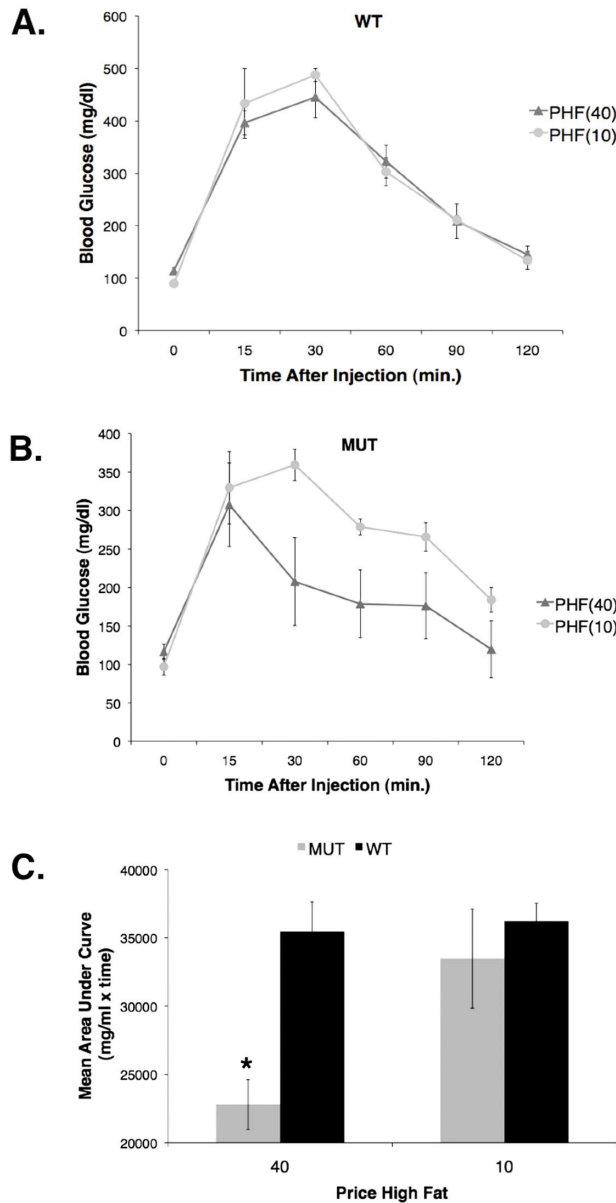 A.
WT
600
500
400
300
200
100
0
Blood Glucose (mg/dl)
0 15 30 60 90 120
Time After Injection (min.)
PHF(40)
PHF(10)
B.
MUT
400
350
300
250
200
150
100
50
0
Blood Glucose (mg/dl)
0 15 30 60 90 120
Time After Injection (min.)
PHF(40)
PHF(10)
C.
MUT WT
40000
35000
30000
25000
20000
Mean Area Under Curve
(mg/ml x time)
*
40 10
Price High Fat